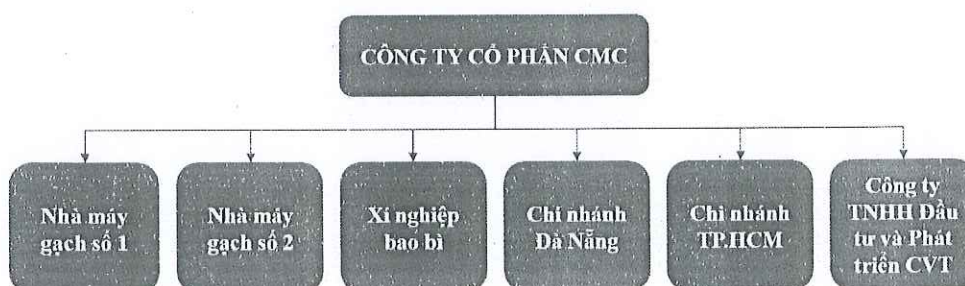 CÔNG TY CỔ PHẦN CMC
Nhà máy
gạch số 1
Nhà máy
gạch số 2
Xí nghiệp
bao bì
Chi nhánh
Đà Nẵng
Chi nhánh
TP.HCM
Công ty
TNHH Đầu
tư và Phát
triển CVT